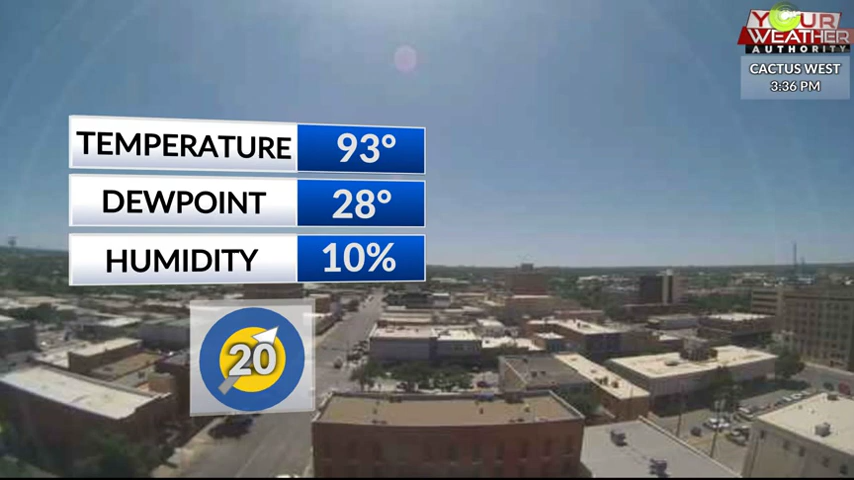 YOUR
WEATHER
AUTHORITY
CACTUS WEST
3:36 PM
TEMPERATURE 93°
DEWPOINT 28°
HUMIDITY 10%
20